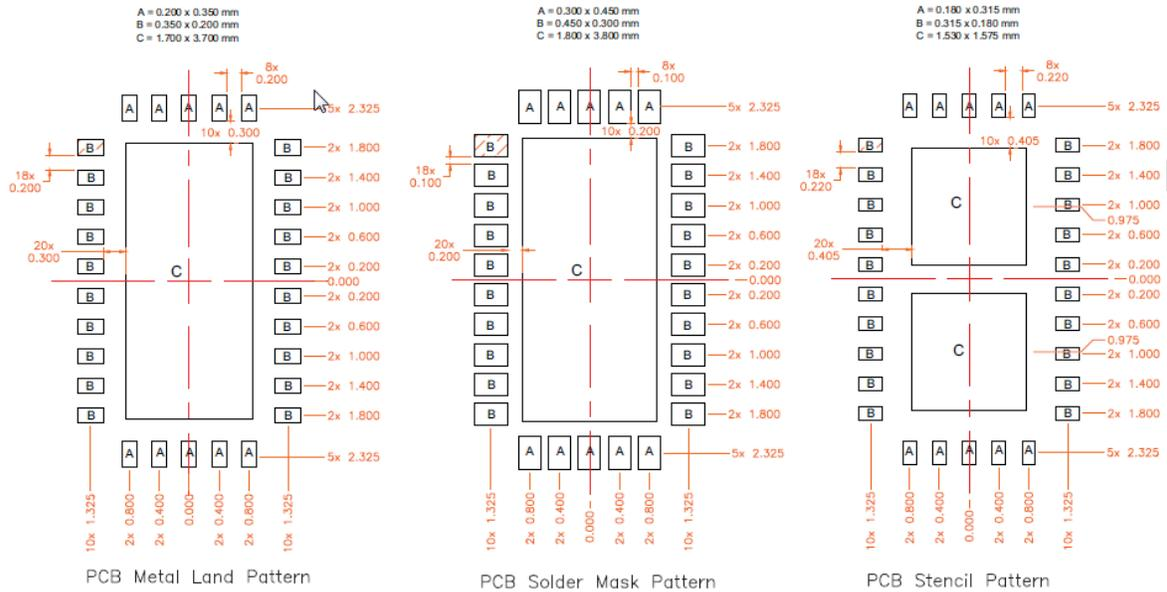 A = 0.200 x 0.350 mm
B = 0.350 x 0.200 mm
C = 1.700 x 3.700 mm
8x
0.200
A A A A A
5x 2.325
10x 0.300
B B 2x 1.800
18x
0.200
B B 2x 1.400
B B 2x 1.000
B B 2x 0.600
20x
0.300
B C B 2x 0.200
0.000
B B 2x 0.200
B B 2x 0.600
B B 2x 1.000
B B 2x 1.400
B B 2x 1.800
A A A A A
5x 2.325
10x 1.325
2x 0.800
2x 0.400
0.000
2x 0.400
2x 0.800
10x 1.325
PCB Metal Land Pattern
A = 0.300 x 0.450 mm
B = 0.450 x 0.300 mm
C = 1.800 x 3.800 mm
8x
0.100
A A A A A
5x 2.325
10x 0.200
B B 2x 1.800
18x
0.100
B B 2x 1.400
B B 2x 1.000
B B 2x 0.600
20x
0.200
B C B 2x 0.200
0.000
B B 2x 0.200
B B 2x 0.600
B B 2x 1.000
B B 2x 1.400
B B 2x 1.800
A A A A A
5x 2.325
10x 1.325
2x 0.800
2x 0.400
0.000
2x 0.400
2x 0.800
10x 1.325
PCB Solder Mask Pattern
A = 0.180 x 0.315 mm
B = 0.315 x 0.180 mm
C = 1.530 x 1.575 mm
8x
0.220
A A A A A
5x 2.325
10x 0.405
B B 2x 1.800
18x
0.220
B B 2x 1.400
B C B 2x 1.000
0.975
B B 2x 0.600
20x
0.405
B B 2x 0.200
0.000
B B 2x 0.200
B B 2x 0.600
0.975
B C B 2x 1.000
B B 2x 1.400
B B 2x 1.800
A A A A A
5x 2.325
10x 1.325
2x 0.800
2x 0.400
0.000
2x 0.400
2x 0.800
10x 1.325
PCB Stencil Pattern